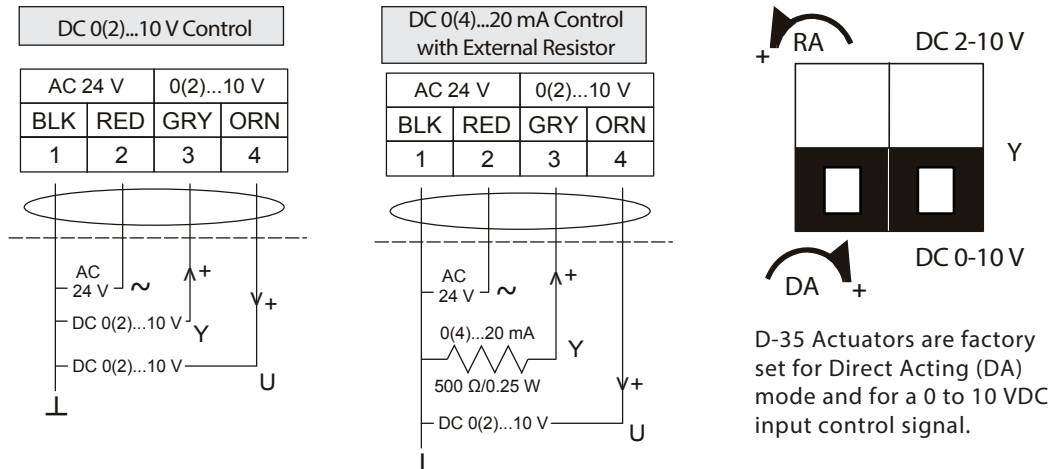 DC 0(2)...10 V Control
AC 24 V 0(2)...10 V
BLK RED GRY ORN
1 2 3 4
AC
24 V ~ +
+
DC 0(2)...10 V Y
DC 0(2)...10 V
U
DC 0(4)...20 mA Control
with External Resistor
AC 24 V 0(2)...10 V
BLK RED GRY ORN
1 2 3 4
AC
24 V ~ +
0(4)...20 mA
Y
500 Ω/0.25 W
+
DC 0(2)...10 V
U
+ RA DC 2-10 V
Y
DC 0-10 V
DA +
D-35 Actuators are factory
set for Direct Acting (DA)
mode and for a 0 to 10 VDC
input control signal.